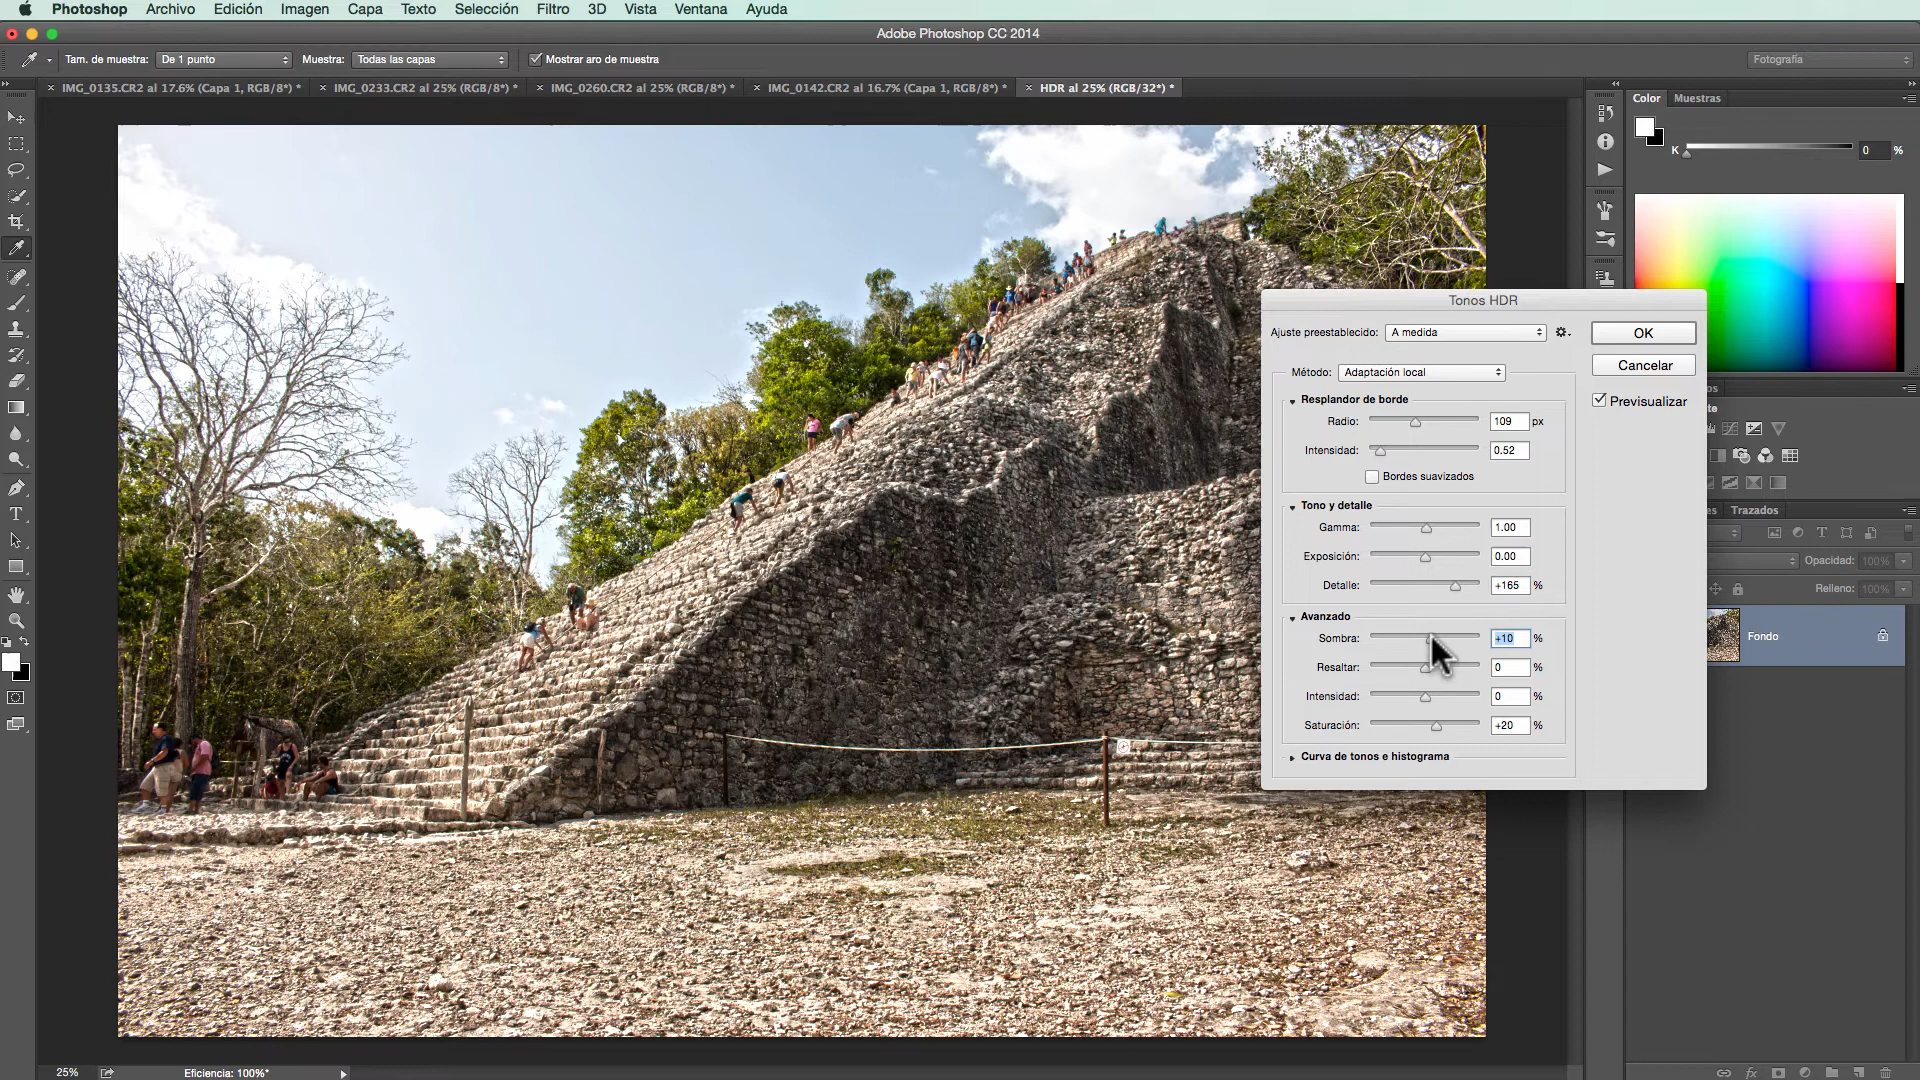 Photoshop Archivo Edición Imagen Capa Texto Selección Filtro 3D Vista Ventana Ayuda
Adobe Photoshop CC 2014
Tam. de muestra: De 1 punto Muestra: Todas las capas Mostrar aro de muestra Fotografía
IMG_0135.CR2 al 17.6% (Capa 1, RGB/8*) * IMG_0233.CR2 al 25% (RGB/8*) * IMG_0260.CR2 al 25% (RGB/8*) * IMG_0142.CR2 al 16.7% (Capa 1, RGB/8*) * HDR al 25% (RGB/32*) *
Color Muestras
K 0 %
Tonos HDR
Ajuste preestablecido: A medida OK
Cancelar
Método: Adaptación local
Previsualizar
Resplandor de borde
Radio: 109 px
Intensidad: 0.52
Bordes suavizados
Tono y detalle
Gamma: 1.00
Exposición: 0.00
Detalle: +165 %
Avanzado
Sombra: +10 %
Resaltar: 0 %
Intensidad: 0 %
Saturación: +20 %
Curva de tonos e histograma
Trazados
Opacidad: 100%
Relleno: 100%
Fondo
25% Eficiencia: 100%*